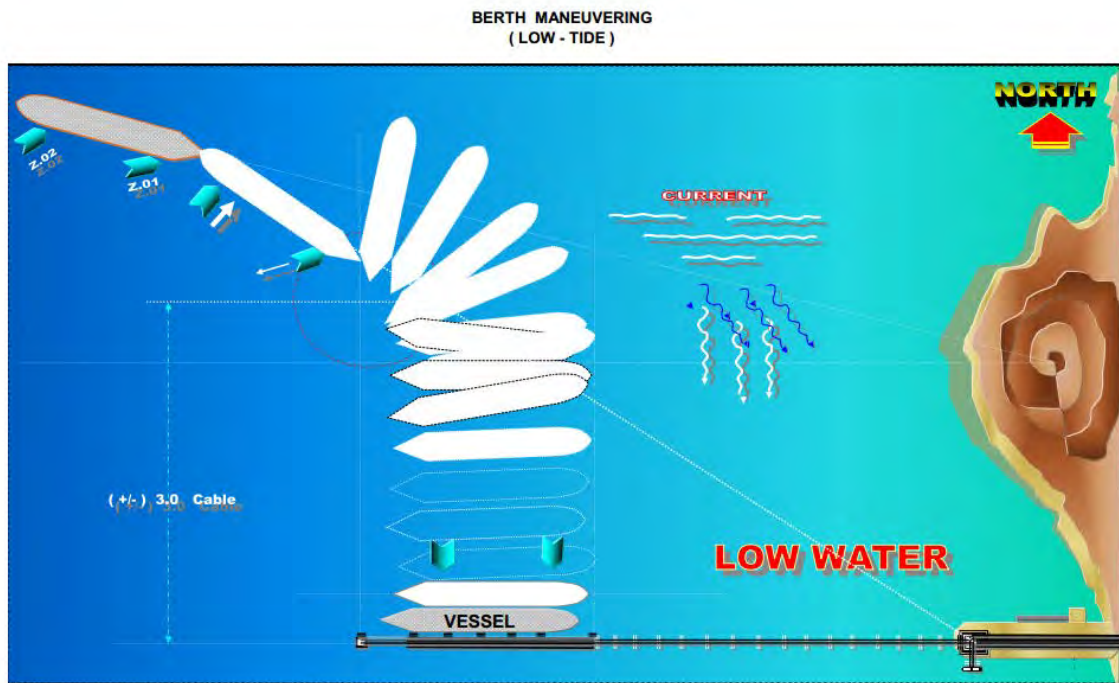 BERTH MANEUVERING
( LOW - TIDE )
NORTH
Z.02
Z.01
CURRENT
( +/- ) 3.0 Cable
LOW WATER
VESSEL